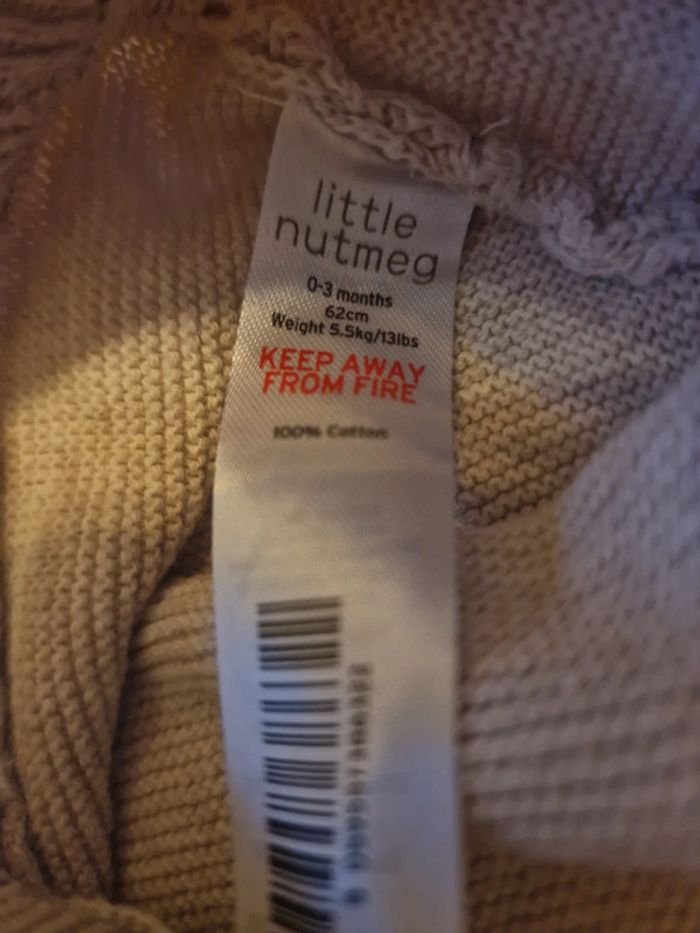 little
nutmeg
0-3 months
62cm
Weight 5.5kg/13lbs
KEEP AWAY
FROM FIRE
100% Cotton